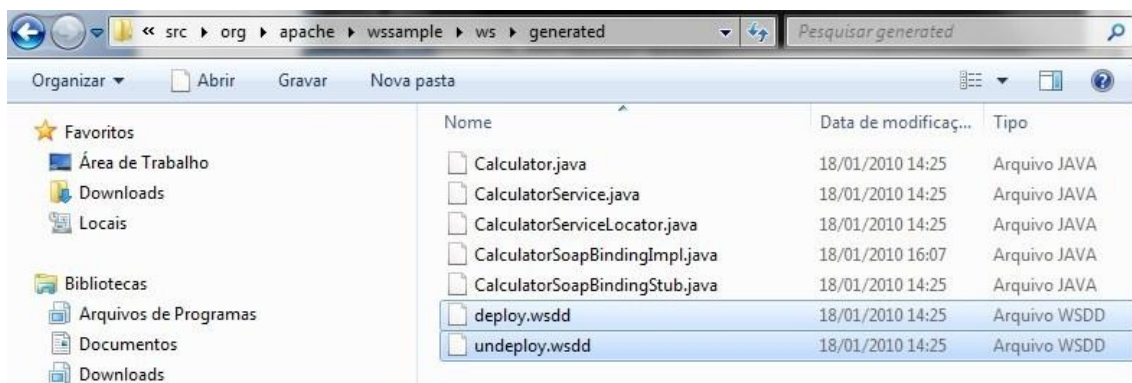 « src ▸ org ▸ apache ▸ wssample ▸ ws ▸ generated
Pesquisar generated
Organizar Abrir Gravar Nova pasta
Favoritos
Área de Trabalho
Downloads
Locais
Bibliotecas
Arquivos de Programas
Documentos
Downloads
Nome Data de modificaç... Tipo
Calculator.java 18/01/2010 14:25 Arquivo JAVA
CalculatorService.java 18/01/2010 14:25 Arquivo JAVA
CalculatorServiceLocator.java 18/01/2010 14:25 Arquivo JAVA
CalculatorSoapBindingImpl.java 18/01/2010 16:07 Arquivo JAVA
CalculatorSoapBindingStub.java 18/01/2010 14:25 Arquivo JAVA
deploy.wsdd 18/01/2010 14:25 Arquivo WSDD
undeploy.wsdd 18/01/2010 14:25 Arquivo WSDD